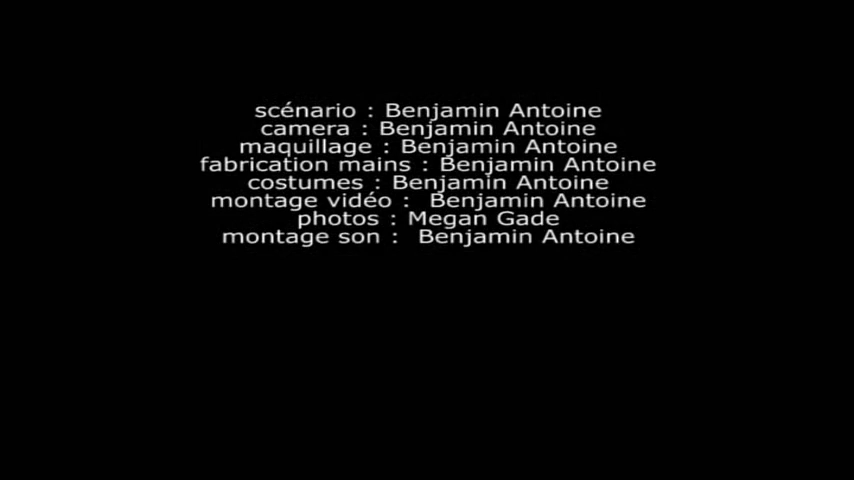 scénario : Benjamin Antoine
camera : Benjamin Antoine
maquillage : Benjamin Antoine
fabrication mains : Benjamin Antoine
costumes : Benjamin Antoine
montage vidéo :  Benjamin Antoine
photos : Megan Gade
montage son :  Benjamin Antoine